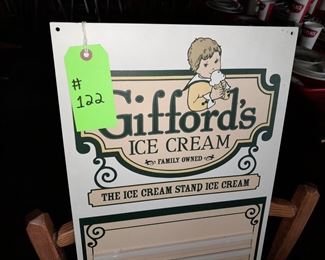 #
122
Gifford's
ICE CREAM
FAMILY OWNED
THE ICE CREAM STAND ICE CREAM